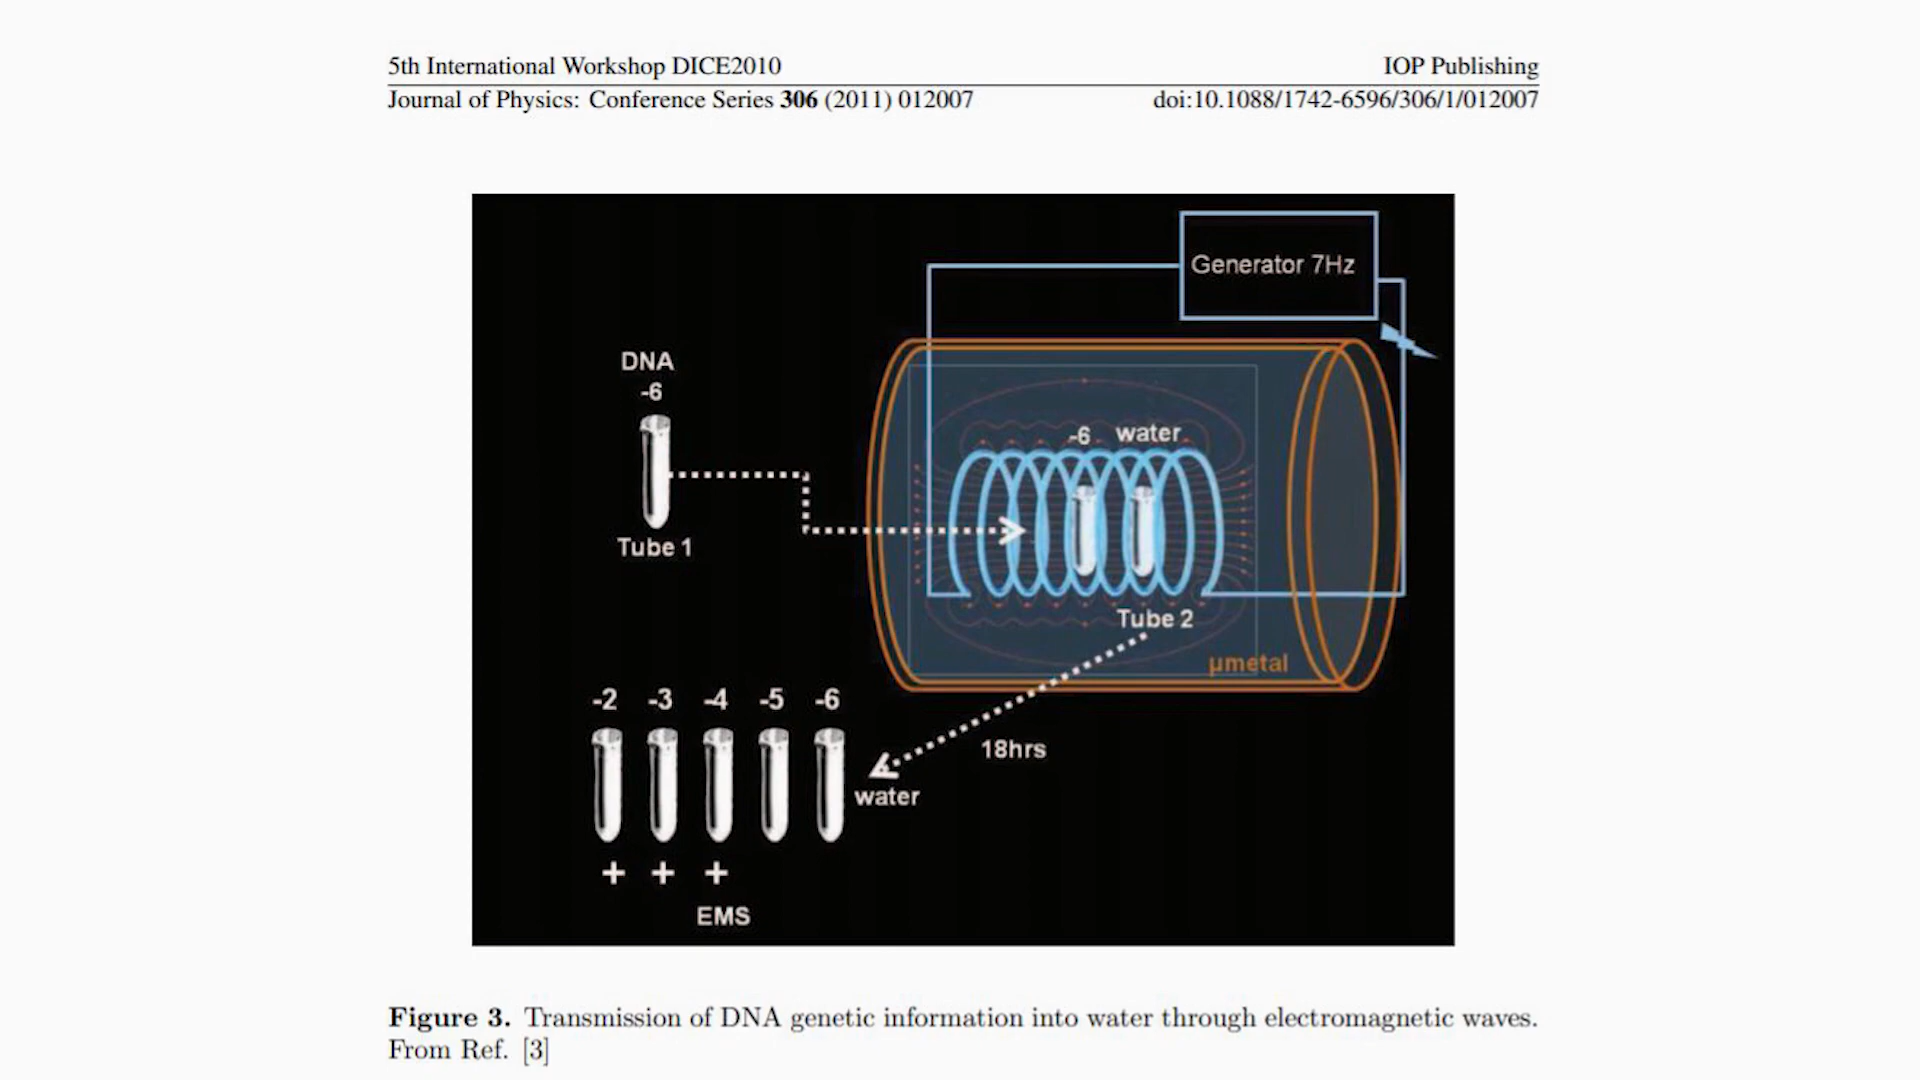 5th International Workshop DICE2010
IOP Publishing
Journal of Physics: Conference Series 306 (2011) 012007
doi:10.1088/1742-6596/306/1/012007
Generator 7Hz
DNA
-6
Tube 1
-6 water
Tube 2
µmetal
18hrs
-2 -3 -4 -5 -6
water
+ + +
EMS
Figure 3. Transmission of DNA genetic information into water through electromagnetic waves.
From Ref. [3]